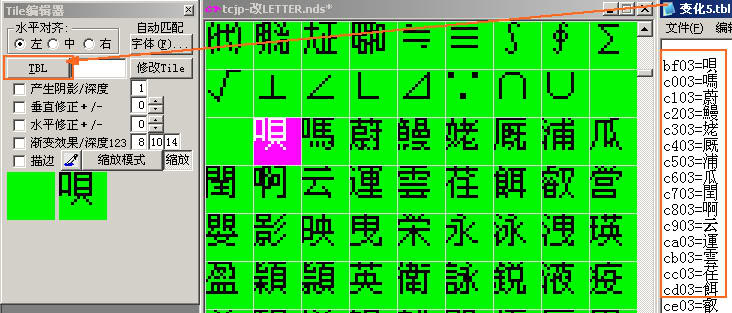 Tile编辑器
水平对齐:
左 中 右
自动匹配
字体(F)...
TBL
修改Tile
产生阴影/深度 1
垂直修正+/- 0
水平修正+/- 0
渐变效果/深度123 8 10 14
描边 缩放模式 缩放
唄
tcjp-改LETTER.nds*
㈹ 纒 ≒ ≡ ∫ ∮ ∑
√ ⊥ ∠ ∟ ⊿ ∵ ∩ ∪
唄 嗎 蔚 鰻 姥 厩 浦 瓜
閏 啊 云 運 雲 荏 餌 叡 営
嬰 影 映 曳 栄 永 泳 洩 瑛
盈 穎 頴 英 衛 詠 鋭 液 疫
变化5.tbl
文件(F) 编辑
bf03=唄
c003=嗎
c103=蔚
c203=鰻
c303=姥
c403=厩
c503=浦
c603=瓜
c703=閏
c803=啊
c903=云
ca03=運
cb03=雲
cc03=荏
cd03=餌
ce03=叡